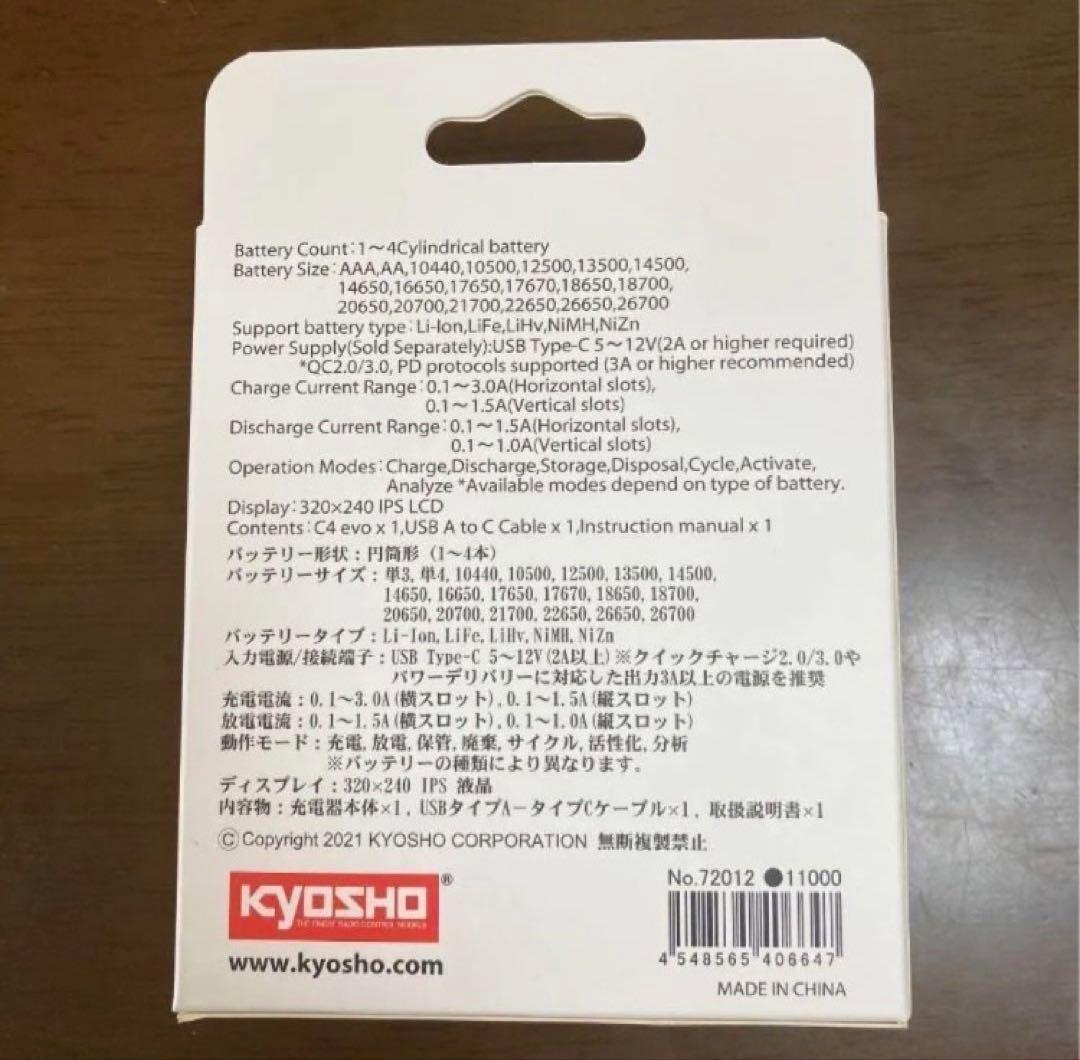 Battery Count:1～4Cylindrical battery
Battery Size:AAA,AA,10440,10500,12500,13500,14500,
14650,16650,17650,17670,18650,18700,
20650,20700,21700,22650,26650,26700
Support battery type:Li-Ion,LiFe,LiHv,NiMH,NiZn
Power Supply(Sold Separately):USB Type-C 5～12V(2A or higher required)
*QC2.0/3.0, PD protocols supported (3A or higher recommended)
Charge Current Range:0.1～3.0A(Horizontal slots),
0.1～1.5A(Vertical slots)
Discharge Current Range:0.1～1.5A(Horizontal slots),
0.1～1.0A(Vertical slots)
Operation Modes:Charge,Discharge,Storage,Disposal,Cycle,Activate,
Analyze *Available modes depend on type of battery.
Display:320×240 IPS LCD
Contents:C4 evo x 1,USB A to C Cable x 1,Instruction manual x 1
バッテリー形状：円筒形（1～4本）
バッテリーサイズ：単3, 単4, 10440, 10500, 12500, 13500, 14500,
14650, 16650, 17650, 17670, 18650, 18700,
20650, 20700, 21700, 22650, 26650, 26700
バッテリータイプ：Li-Ion, LiFe, LiHv, NiMH, NiZn
入力電源/接続端子：USB Type-C 5～12V(2A以上)※クイックチャージ2.0/3.0や
パワーデリバリーに対応した出力3A以上の電源を推奨
充電電流：0.1～3.0A(横スロット), 0.1～1.5A(縦スロット)
放電電流：0.1～1.5A(横スロット), 0.1～1.0A(縦スロット)
動作モード：充電, 放電, 保管, 廃棄, サイクル, 活性化, 分析
※バッテリーの種類により異なります。
ディスプレイ：320×240 IPS 液晶
内容物：充電器本体×1, USBタイプA－タイプCケーブル×1, 取扱説明書×1
Ⓒ Copyright 2021 KYOSHO CORPORATION 無断複製禁止
KYOSHO®
THE FINEST RADIO CONTROL MODELS
www.kyosho.com
No.72012 ●11000
4 548565 406647
MADE IN CHINA